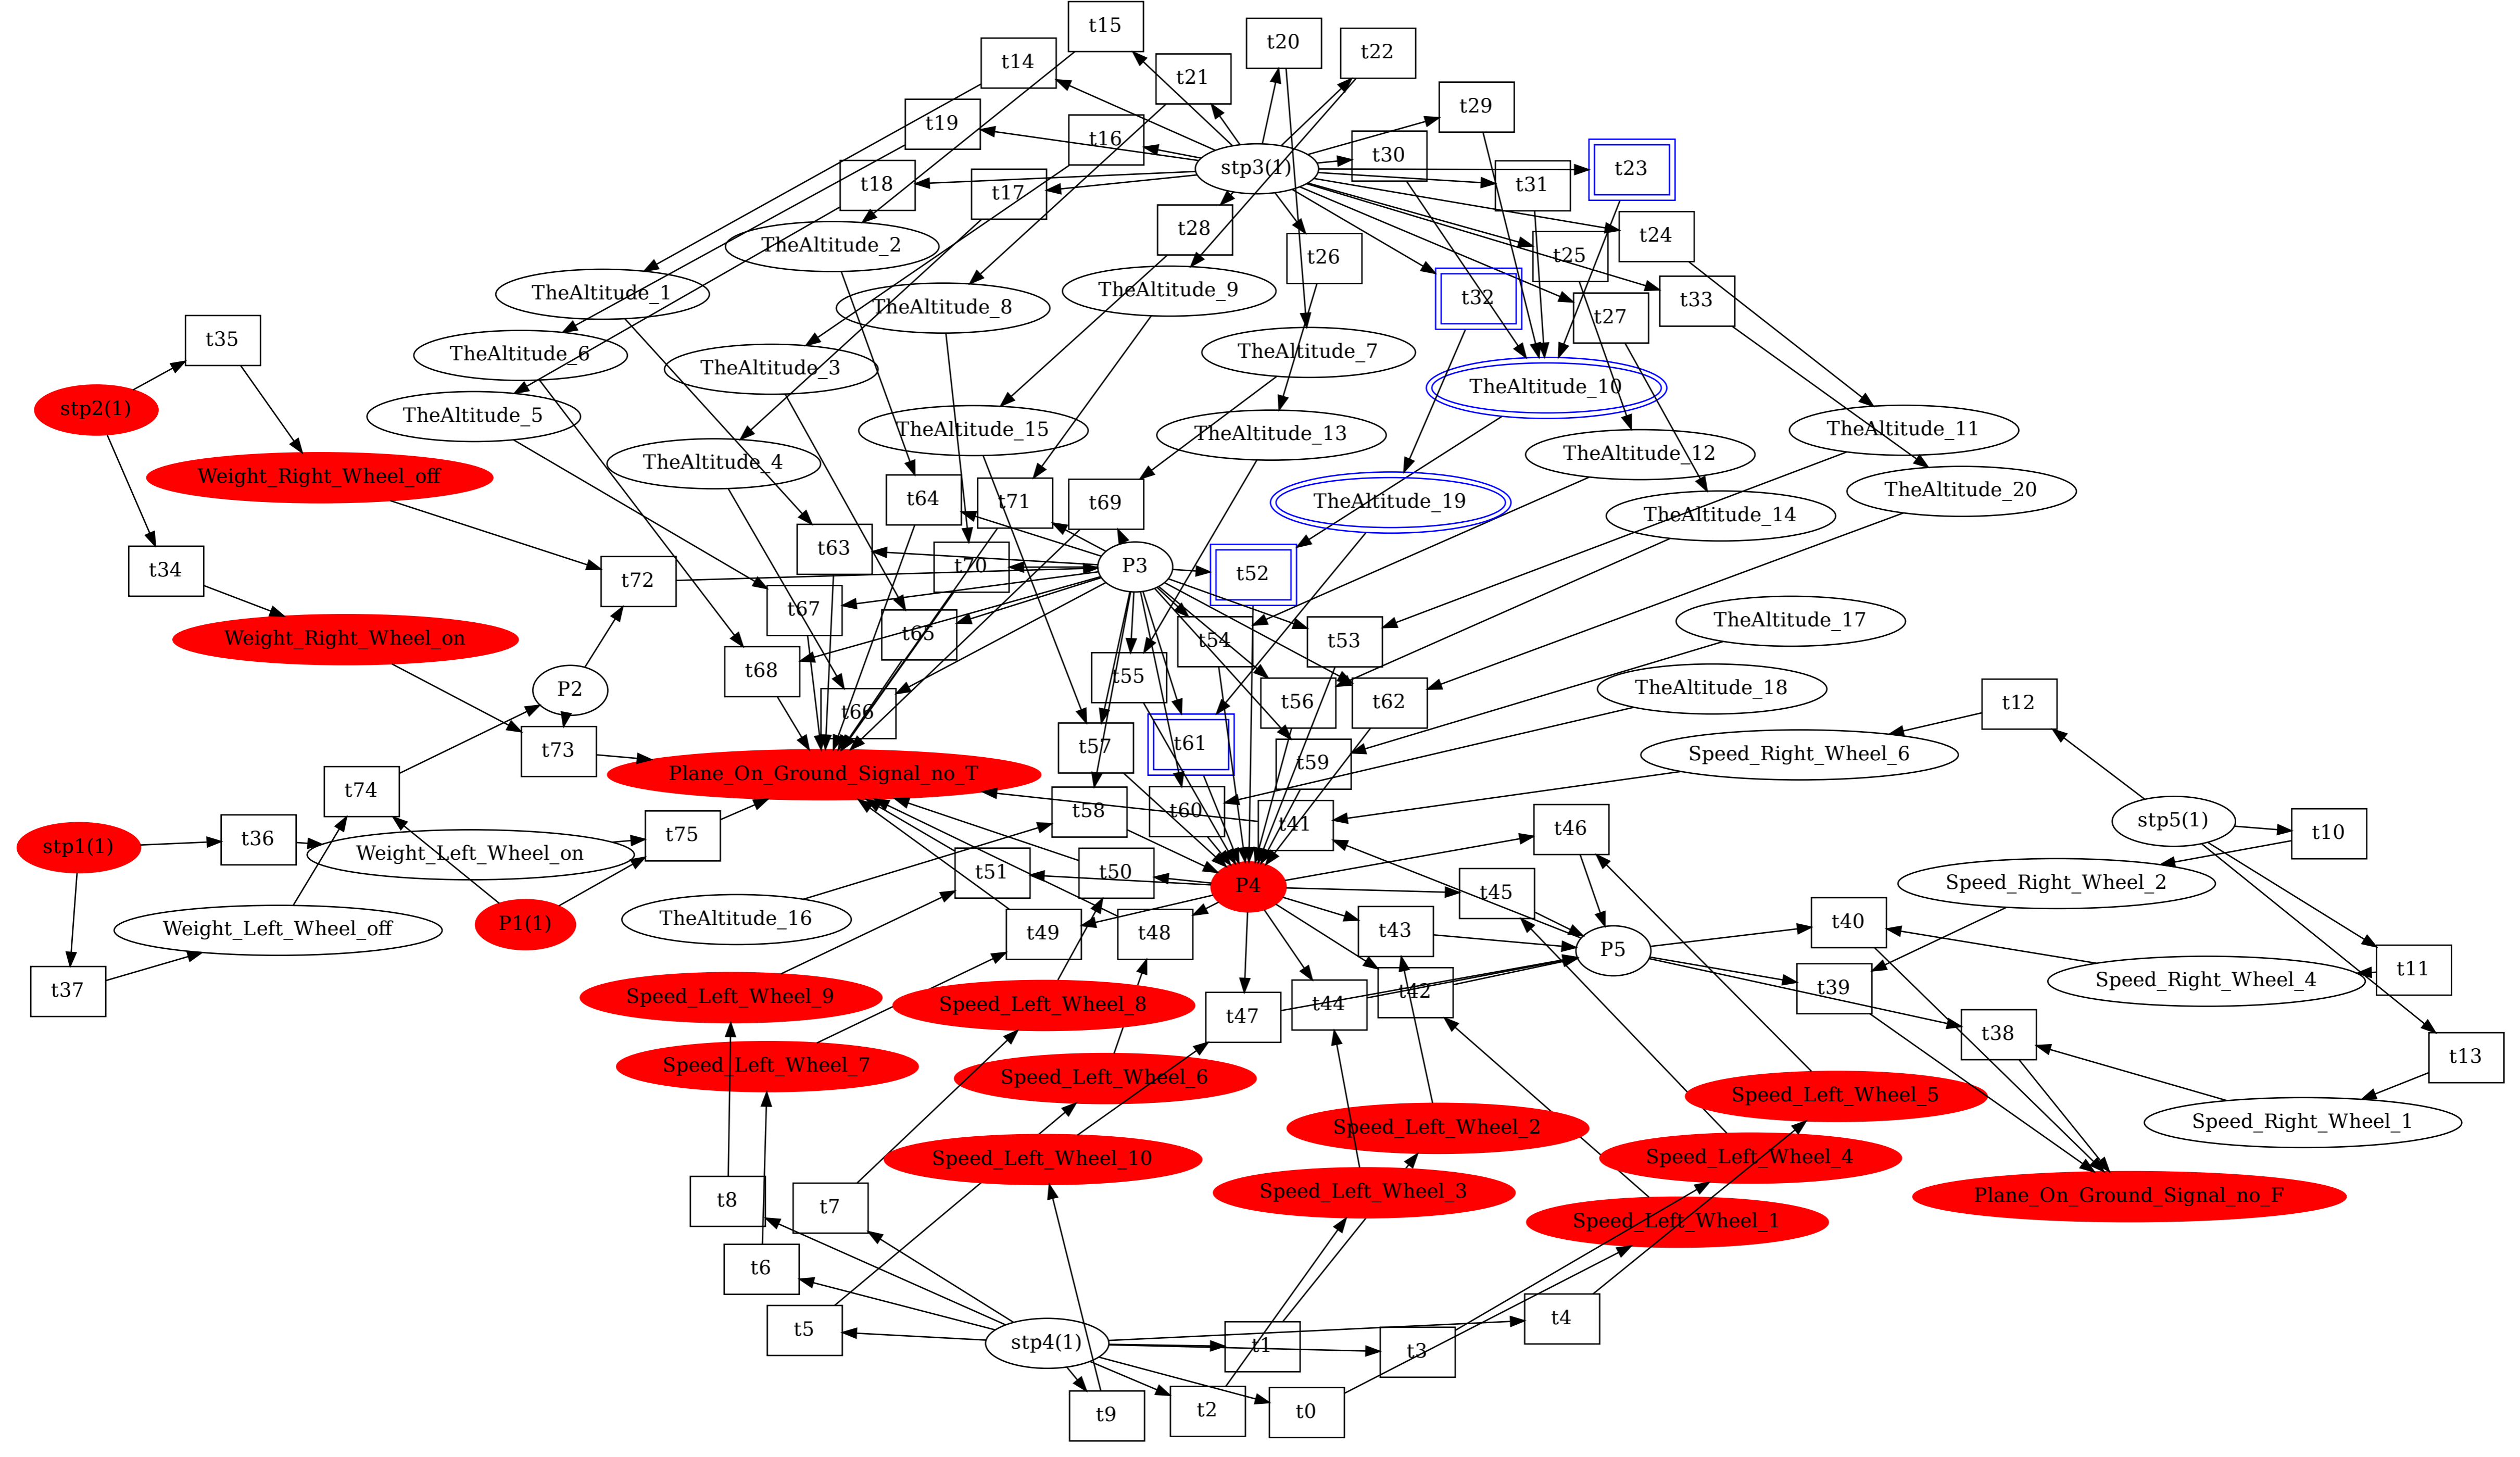 t15
t20
t22
t14
t21
t29
t19
t16
t30
t23
stp3(1)
t18
t17
t31
t28
t24
TheAltitude_2
t26
t25
TheAltitude_1
TheAltitude_9
t32
t33
TheAltitude_8
t27
t35
TheAltitude_6
TheAltitude_7
TheAltitude_3
TheAltitude_10
stp2(1)
TheAltitude_5
TheAltitude_15
TheAltitude_13
TheAltitude_11
TheAltitude_4
TheAltitude_12
Weight_Right_Wheel_off
TheAltitude_20
t64
t71
t69
TheAltitude_19
TheAltitude_14
t63
t34
t72
t70
P3
t52
t67
TheAltitude_17
Weight_Right_Wheel_on
t65
t54
t53
t68
t55
P2
TheAltitude_18
t66
t56
t62
t12
t73
t57
t61
Speed_Right_Wheel_6
t59
Plane_On_Ground_Signal_no_T
t74
t58
t60
t41
t46
stp5(1)
t10
t36
t75
stp1(1)
Weight_Left_Wheel_on
t51
t50
P4
t45
Speed_Right_Wheel_2
TheAltitude_16
t40
Weight_Left_Wheel_off
P1(1)
t49
t48
t43
P5
t11
t37
Speed_Left_Wheel_9
Speed_Left_Wheel_8
t44
t42
t39
Speed_Right_Wheel_4
t47
t38
t13
Speed_Left_Wheel_7
Speed_Left_Wheel_6
Speed_Left_Wheel_5
Speed_Right_Wheel_1
Speed_Left_Wheel_2
Speed_Left_Wheel_10
Speed_Left_Wheel_4
Speed_Left_Wheel_3
Plane_On_Ground_Signal_no_F
t8
t7
Speed_Left_Wheel_1
t6
t5
stp4(1)
t1
t3
t4
t9
t2
t0